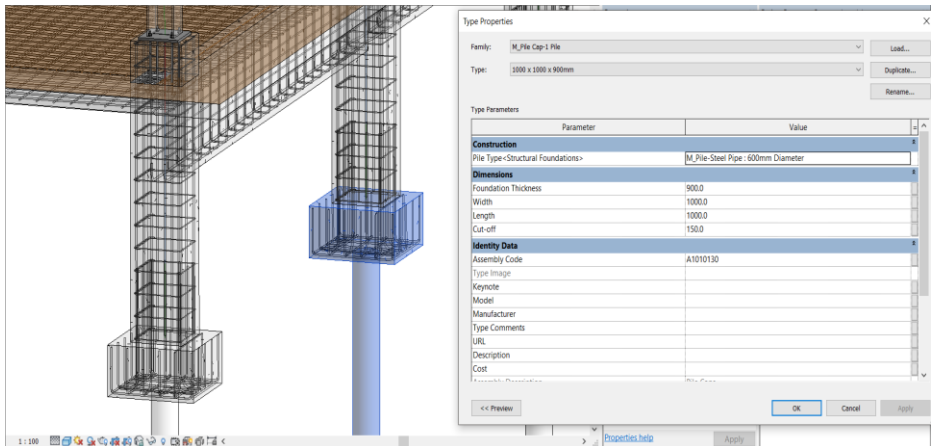 Type Properties
Family: M_Pile Cap-1 Pile Load...
Type: 1000 x 1000 x 900mm Duplicate...
Rename...
Type Parameters
Parameter Value =
Construction
Pile Type<Structural Foundations> M_Pile-Steel Pipe : 600mm Diameter
Dimensions
Foundation Thickness 900.0
Width 1000.0
Length 1000.0
Cut-off 150.0
Identity Data
Assembly Code A1010130
Type Image
Keynote
Model
Manufacturer
Type Comments
URL
Description
Cost
Assembly Description Pile Caps
<< Preview OK Cancel Apply
1 : 100 Properties help Apply